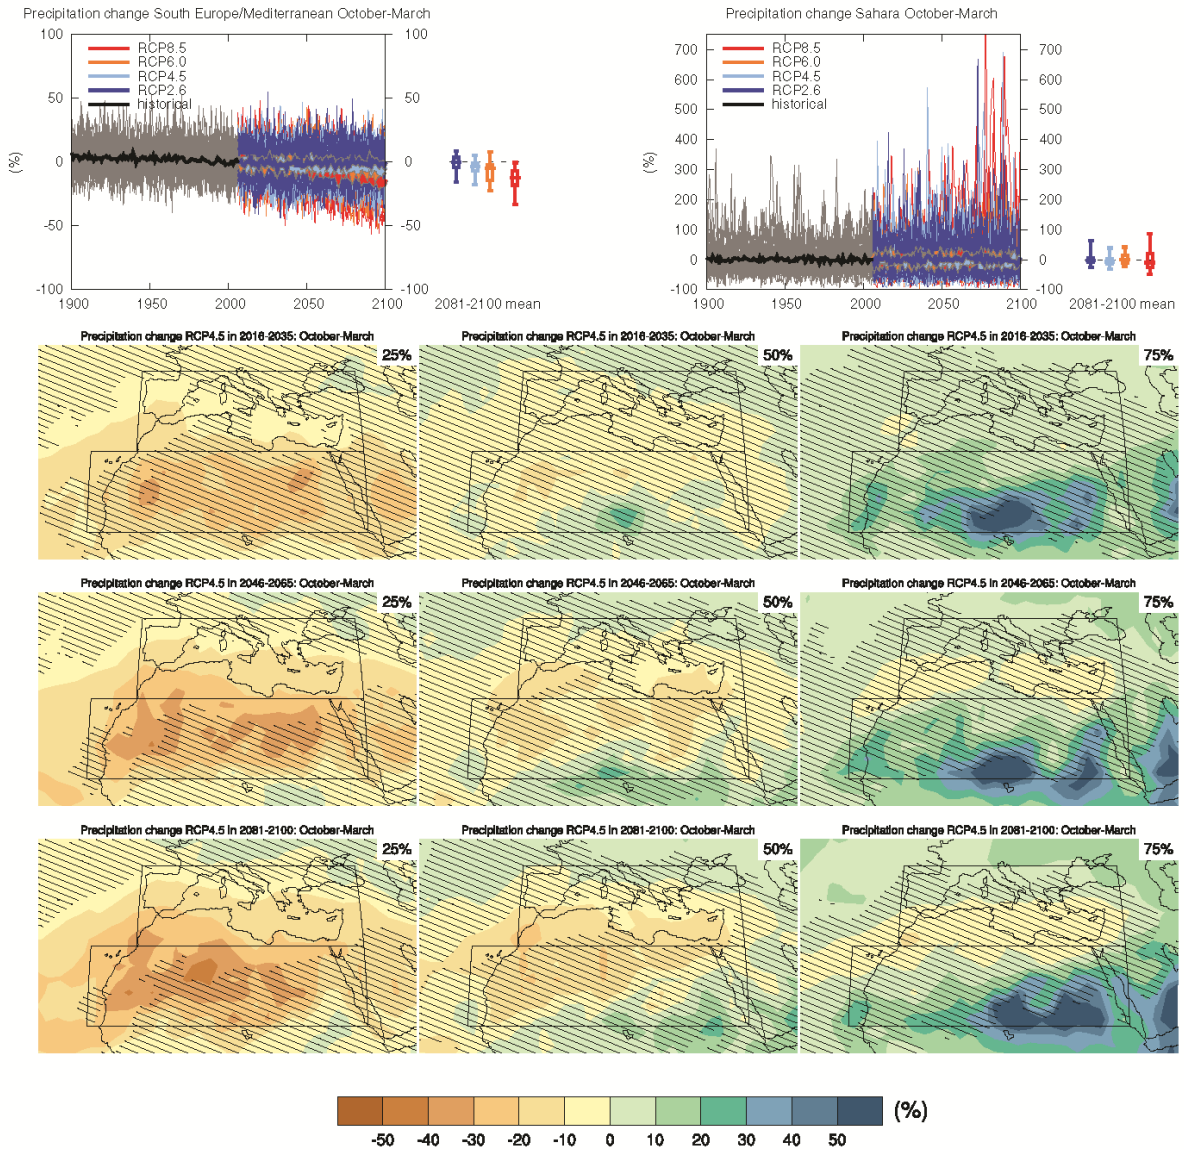 Precipitation change South Europe/Mediterranean October-March
100
50
0
-50
-100
(%)
RCP8.5
RCP6.0
RCP4.5
RCP2.6
historical
100
50
0
-50
-100
1900 1950 2000 2050 2100
2081-2100 mean
Precipitation change Sahara October-March
700
600
500
400
300
200
100
0
-100
(%)
RCP8.5
RCP6.0
RCP4.5
RCP2.6
historical
700
600
500
400
300
200
100
0
-100
1900 1950 2000 2050 2100
2081-2100 mean
Precipitation change RCP4.5 in 2016-2035: October-March
25%
Precipitation change RCP4.5 in 2016-2035: October-March
50%
Precipitation change RCP4.5 in 2016-2035: October-March
75%
Precipitation change RCP4.5 in 2046-2065: October-March
25%
Precipitation change RCP4.5 in 2046-2065: October-March
50%
Precipitation change RCP4.5 in 2046-2065: October-March
75%
Precipitation change RCP4.5 in 2081-2100: October-March
25%
Precipitation change RCP4.5 in 2081-2100: October-March
50%
Precipitation change RCP4.5 in 2081-2100: October-March
75%
(%)
-50 -40 -30 -20 -10 0 10 20 30 40 50